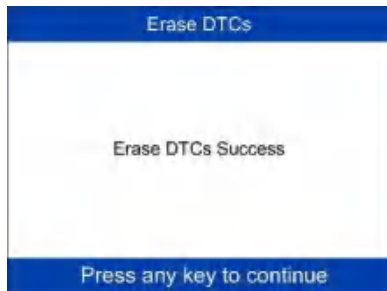 Erase DTCs
Erase DTCs Success
Press any key to continue